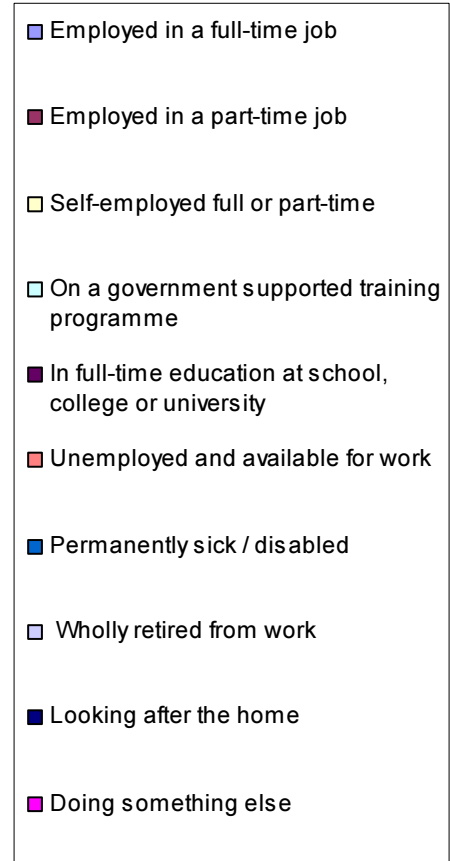 Employed in a full-time job
Employed in a part-time job
Self-employed full or part-time
On a government supported training
programme
In full-time education at school,
college or university
Unemployed and available for work
Permanently sick / disabled
Wholly retired from work
Looking after the home
Doing something else